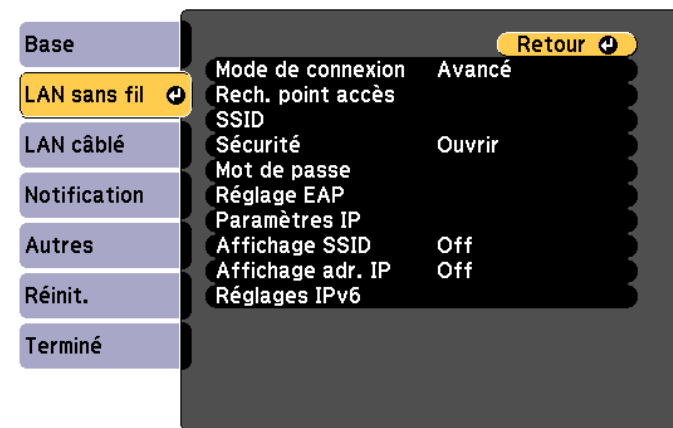 Base
LAN sans fil
LAN câblé
Notification
Autres
Réinit.
Terminé
Retour
Mode de connexion Avancé
Rech. point accès
SSID
Sécurité Ouvrir
Mot de passe
Réglage EAP
Paramètres IP
Affichage SSID Off
Affichage adr. IP Off
Réglages IPv6